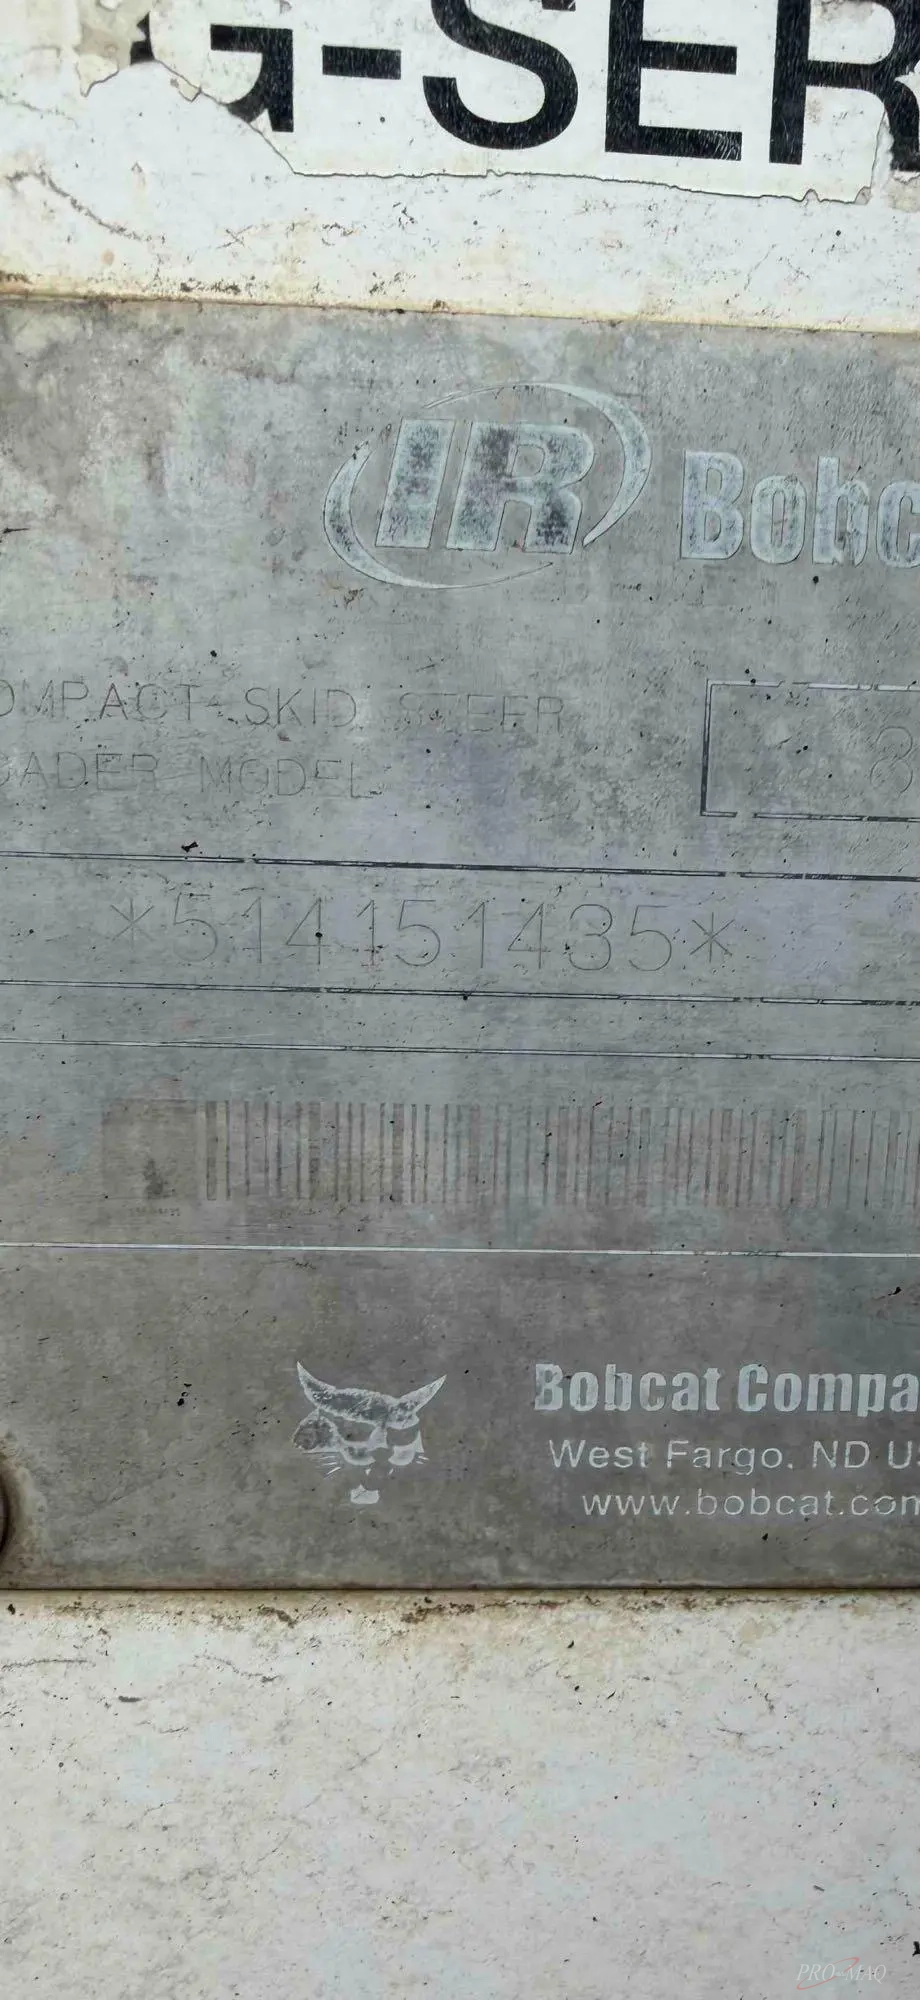 G-SER
IR Bobc
OMPACT SKID STEER
OADER MODEL 8
*514151435*
Bobcat Compa
West Fargo, ND U.S
www.bobcat.com
PRO-MAQ